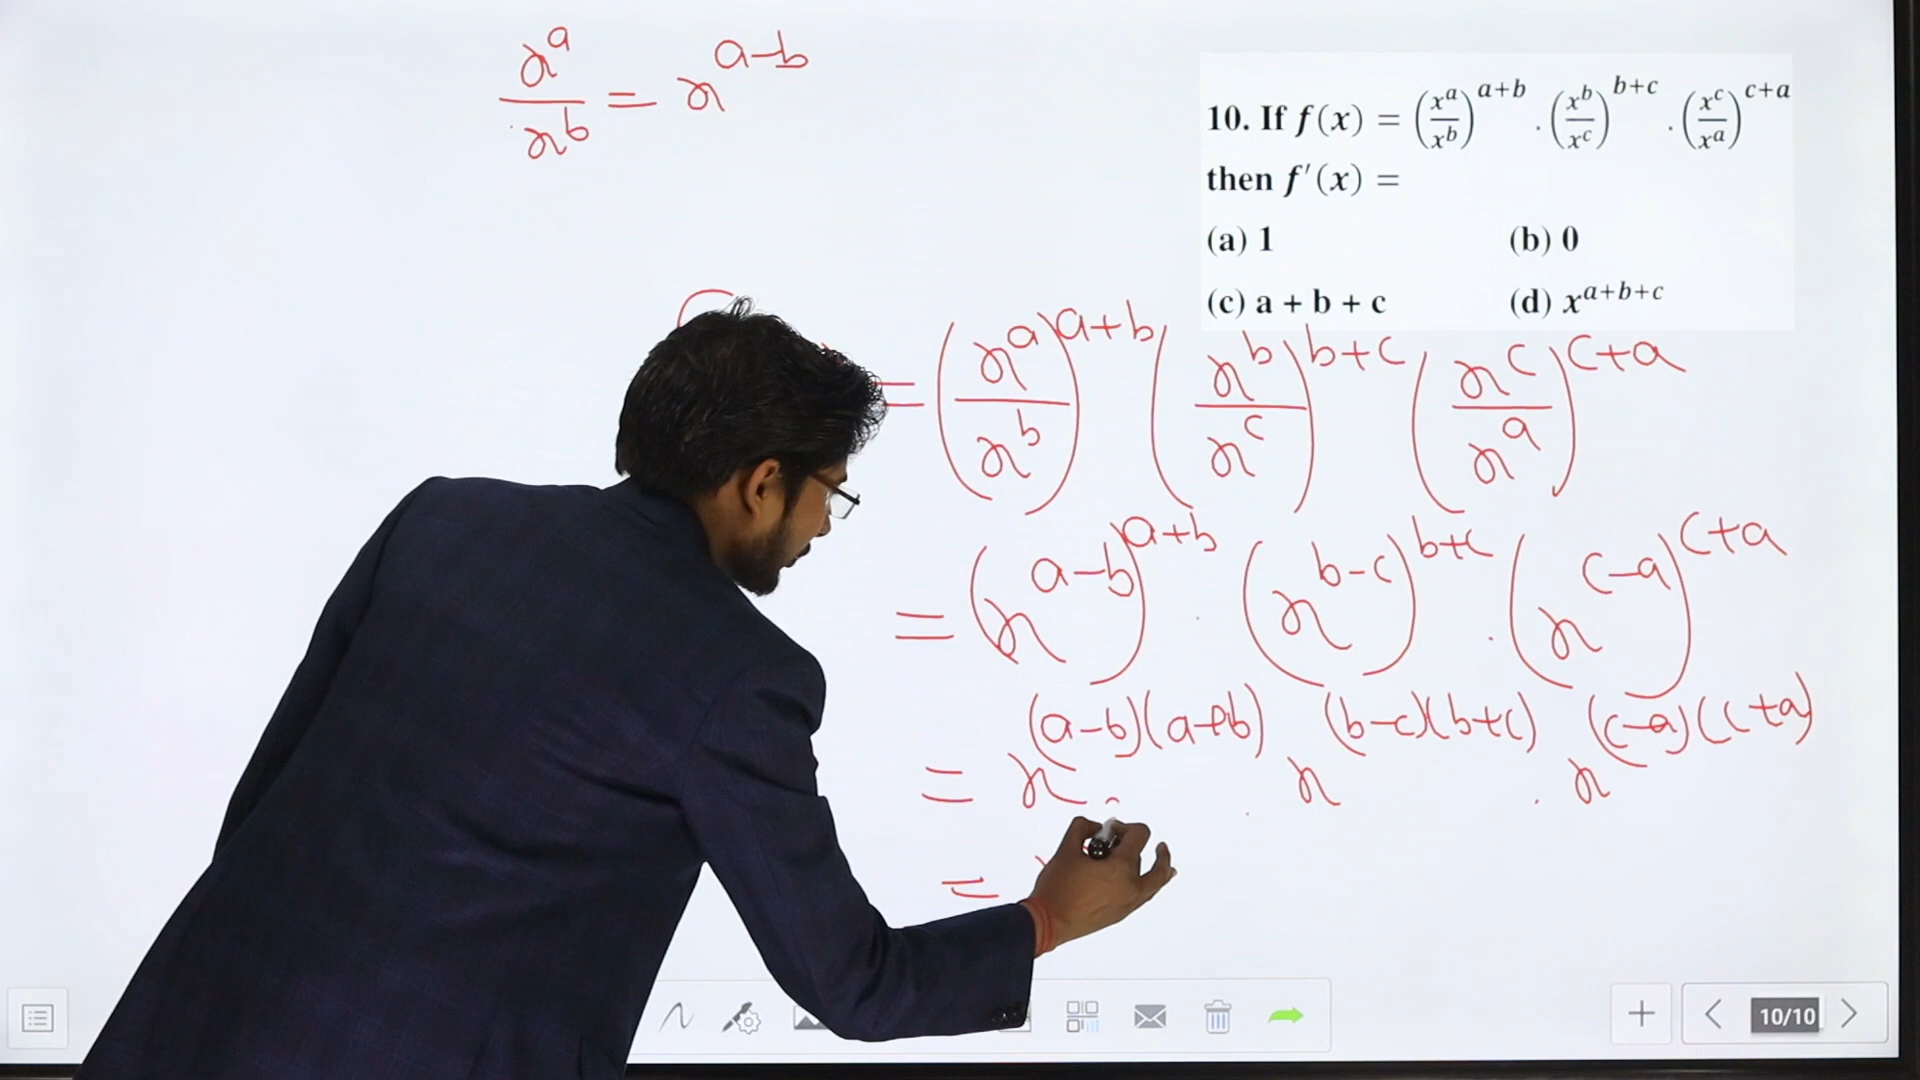 x^a / x^b = x^(a-b)
10. If f(x) = (x^a/x^b)^(a+b) . (x^b/x^c)^(b+c) . (x^c/x^a)^(c+a)
then f'(x) =
(a) 1 (b) 0
(c) a + b + c (d) x^(a+b+c)
= (x^a/x^b)^(a+b) (x^b/x^c)^(b+c) (x^c/x^a)^(c+a)
= (x^(a-b))^(a+b) . (x^(b-c))^(b+c) . (x^(c-a))^(c+a)
= x^((a-b)(a+b)) . x^((b-c)(b+c)) . x^((c-a)(c+a))
=
10/10